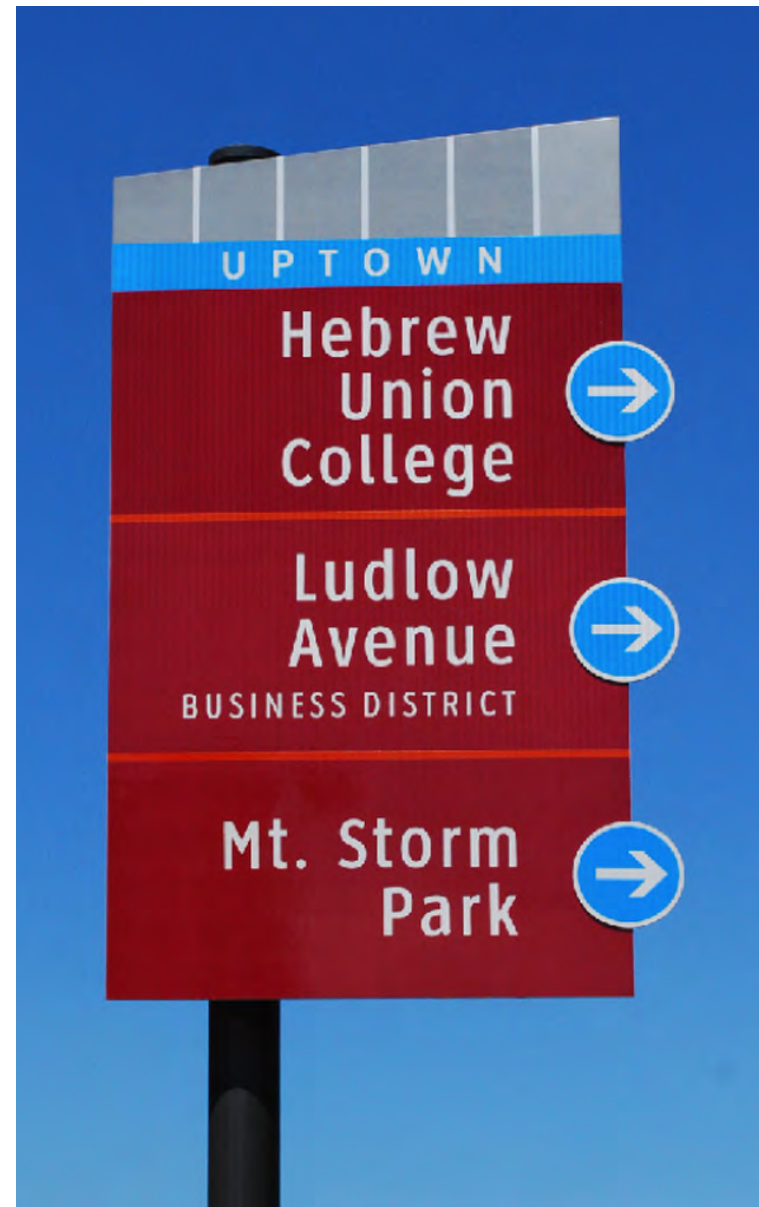 UPTOWN
Hebrew
Union
College
Ludlow
Avenue
BUSINESS DISTRICT
Mt. Storm
Park